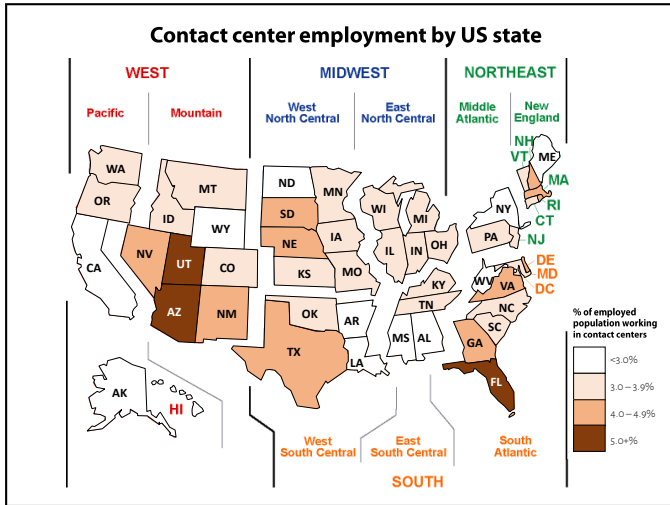 Contact center employment by US state
WEST
MIDWEST
NORTHEAST
Pacific
Mountain
West
North Central
East
North Central
Middle
Atlantic
New
England
WA
OR
CA
NV
ID
MT
WY
UT
CO
AZ
NM
AK
HI
ND
SD
NE
KS
MN
IA
MO
WI
IL
MI
IN
OH
OK
TX
AR
LA
KY
TN
MS
AL
NH
VT
ME
MA
RI
CT
NY
PA
NJ
DE
MD
DC
WV
VA
NC
SC
GA
FL
West
South Central
East
South Central
South
Atlantic
SOUTH
% of employed
population working
in contact centers
<3.0%
3.0–3.9%
4.0–4.9%
5.0+%